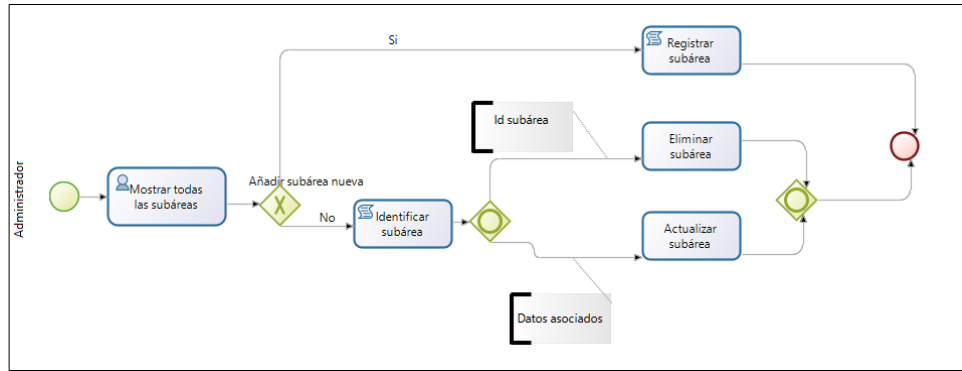 Administrador
Mostrar todas
las subáreas
Añadir subárea nueva
Si
No
Registrar
subárea
Identificar
subárea
Id subárea
Eliminar
subárea
Actualizar
subárea
Datos asociados